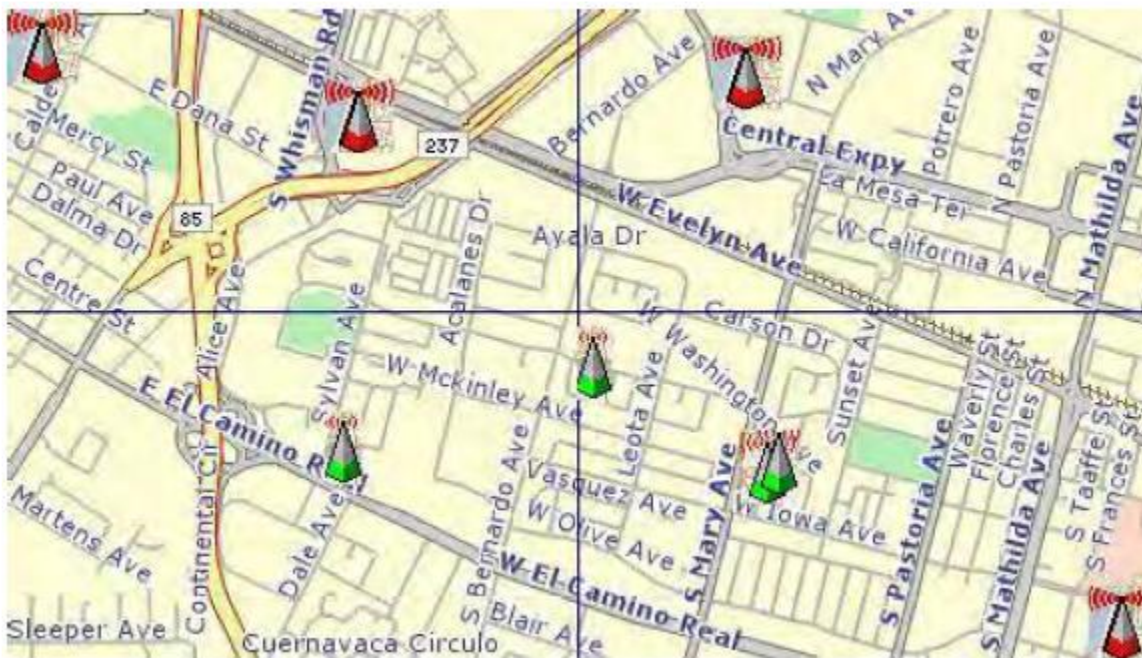 S Whisman Rd
N Mary A
E Dana St
Bernardo Ave
Potrero Ave
N Pastoria Ave
N Mathilda Ave
Mercy St
237
Central Expy
Paul Ave
La Mesa Ter
Dalma Dr
85
W Evelyn Ave
Acalanes Dr
Ayala Dr
W California Ave
Centre St
Alice Ave
Sylvan Ave
W Washington Ave
Carson Dr
Sunset Av
W Mckinley Ave
Leota Ave
Waverly St
Florence St
Charles St
E El Camino R
Vasquez Ave
S Taaffe S
S Frances St
W Iowa Ave
W Olive Ave
Martens Ave
Continental Cir
Dale Ave
S Bernardo Ave
S Mary Ave
S Pastoria Ave
S Mathilda Ave
W El Camino Real
Blair Ave
Sleeper Ave
Cuernavaca Circulo